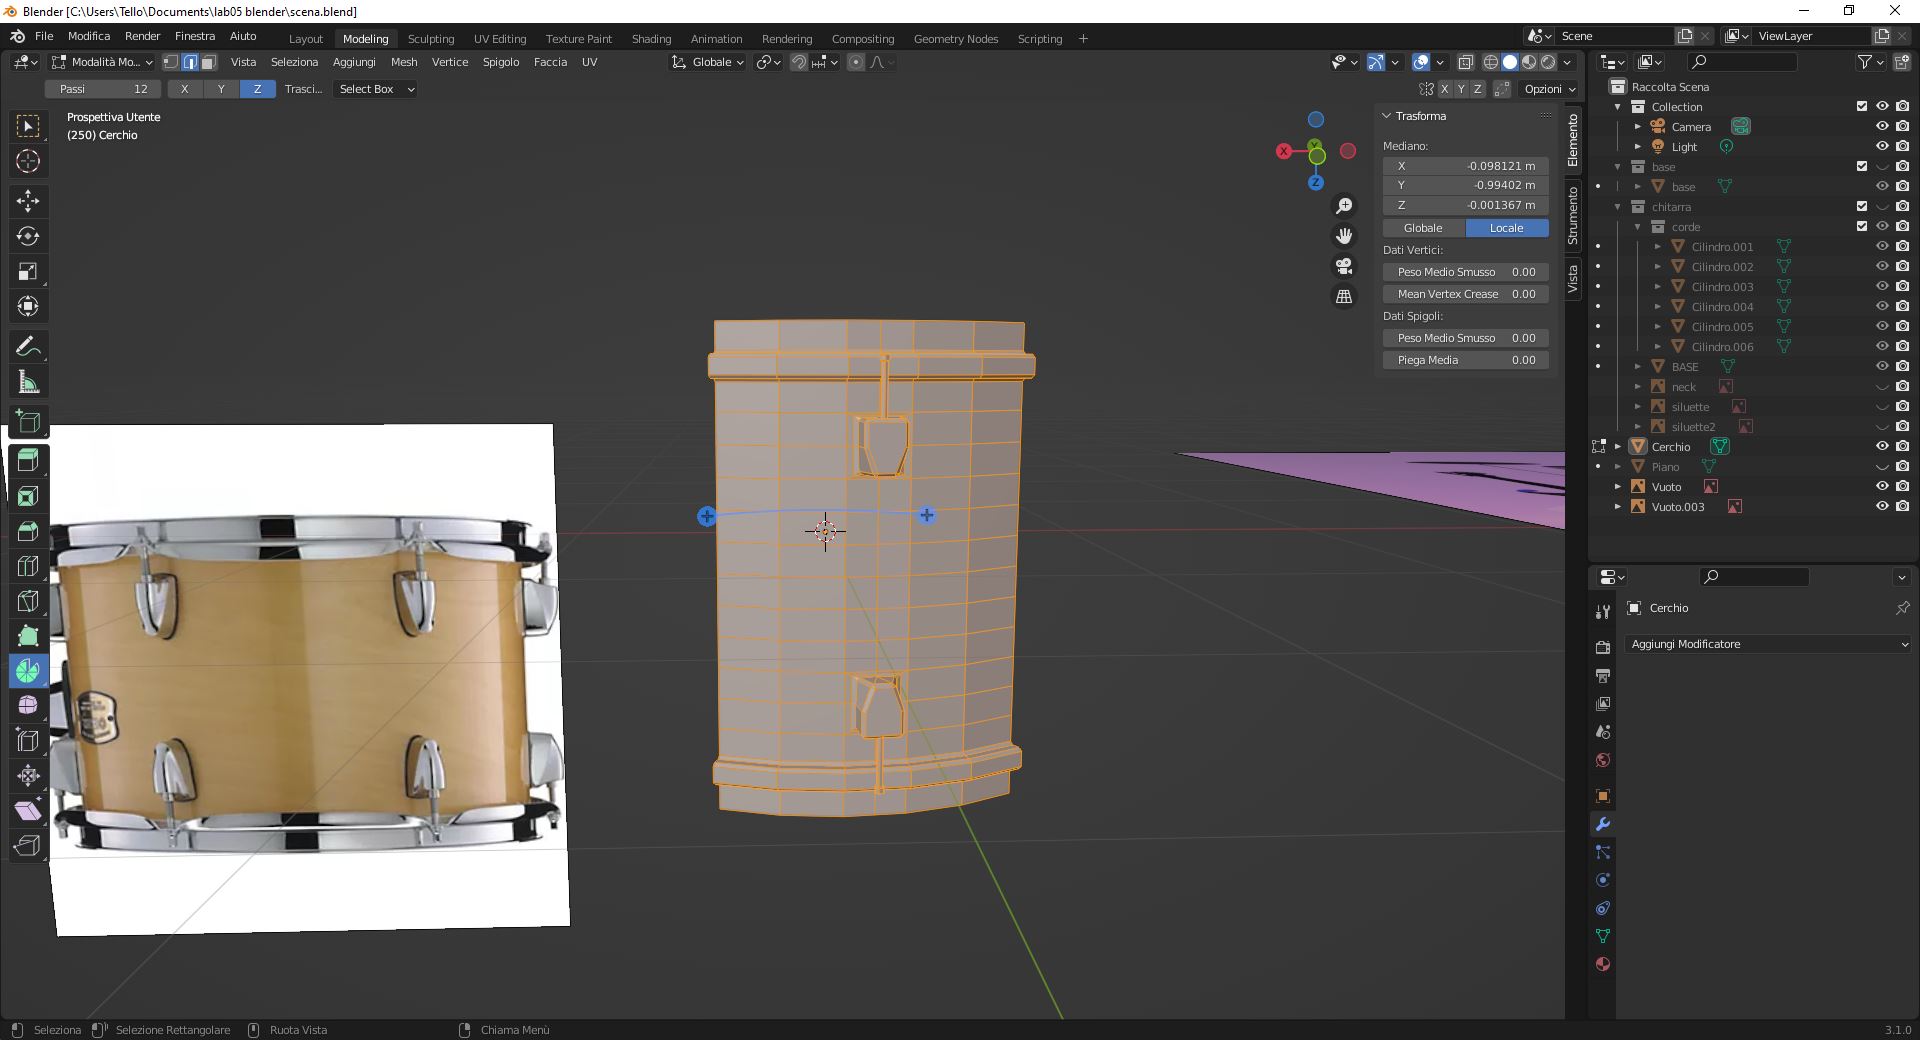 Blender [C:\Users\Tello\Documents\lab05 blender\scena.blend]
File Modifica Render Finestra Aiuto
Layout Modeling Sculpting UV Editing Texture Paint Shading Animation Rendering Compositing Geometry Nodes Scripting +
Scene
ViewLayer
Modalità Mo...
Vista Seleziona Aggiungi Mesh Vertice Spigolo Faccia UV
Globale
Passi 12 X Y Z Trasci... Select Box
X Y Z Opzioni
Prospettiva Utente
(250) Cerchio
X
Y
Z
Trasforma
Mediano:
X -0.098121 m
Y -0.99402 m
Z -0.001367 m
Globale Locale
Dati Vertici:
Peso Medio Smusso 0.00
Mean Vertex Crease 0.00
Dati Spigoli:
Peso Medio Smusso 0.00
Piega Media 0.00
Elemento
Strumento
Vista
Raccolta Scena
Collection
Camera
Light
base
base
chitarra
corde
Cilindro.001
Cilindro.002
Cilindro.003
Cilindro.004
Cilindro.005
Cilindro.006
BASE
neck
siluette
siluette2
Cerchio
Piano
Vuoto
Vuoto.003
Cerchio
Aggiungi Modificatore
Seleziona Selezione Rettangolare Ruota Vista Chiama Menù
3.1.0